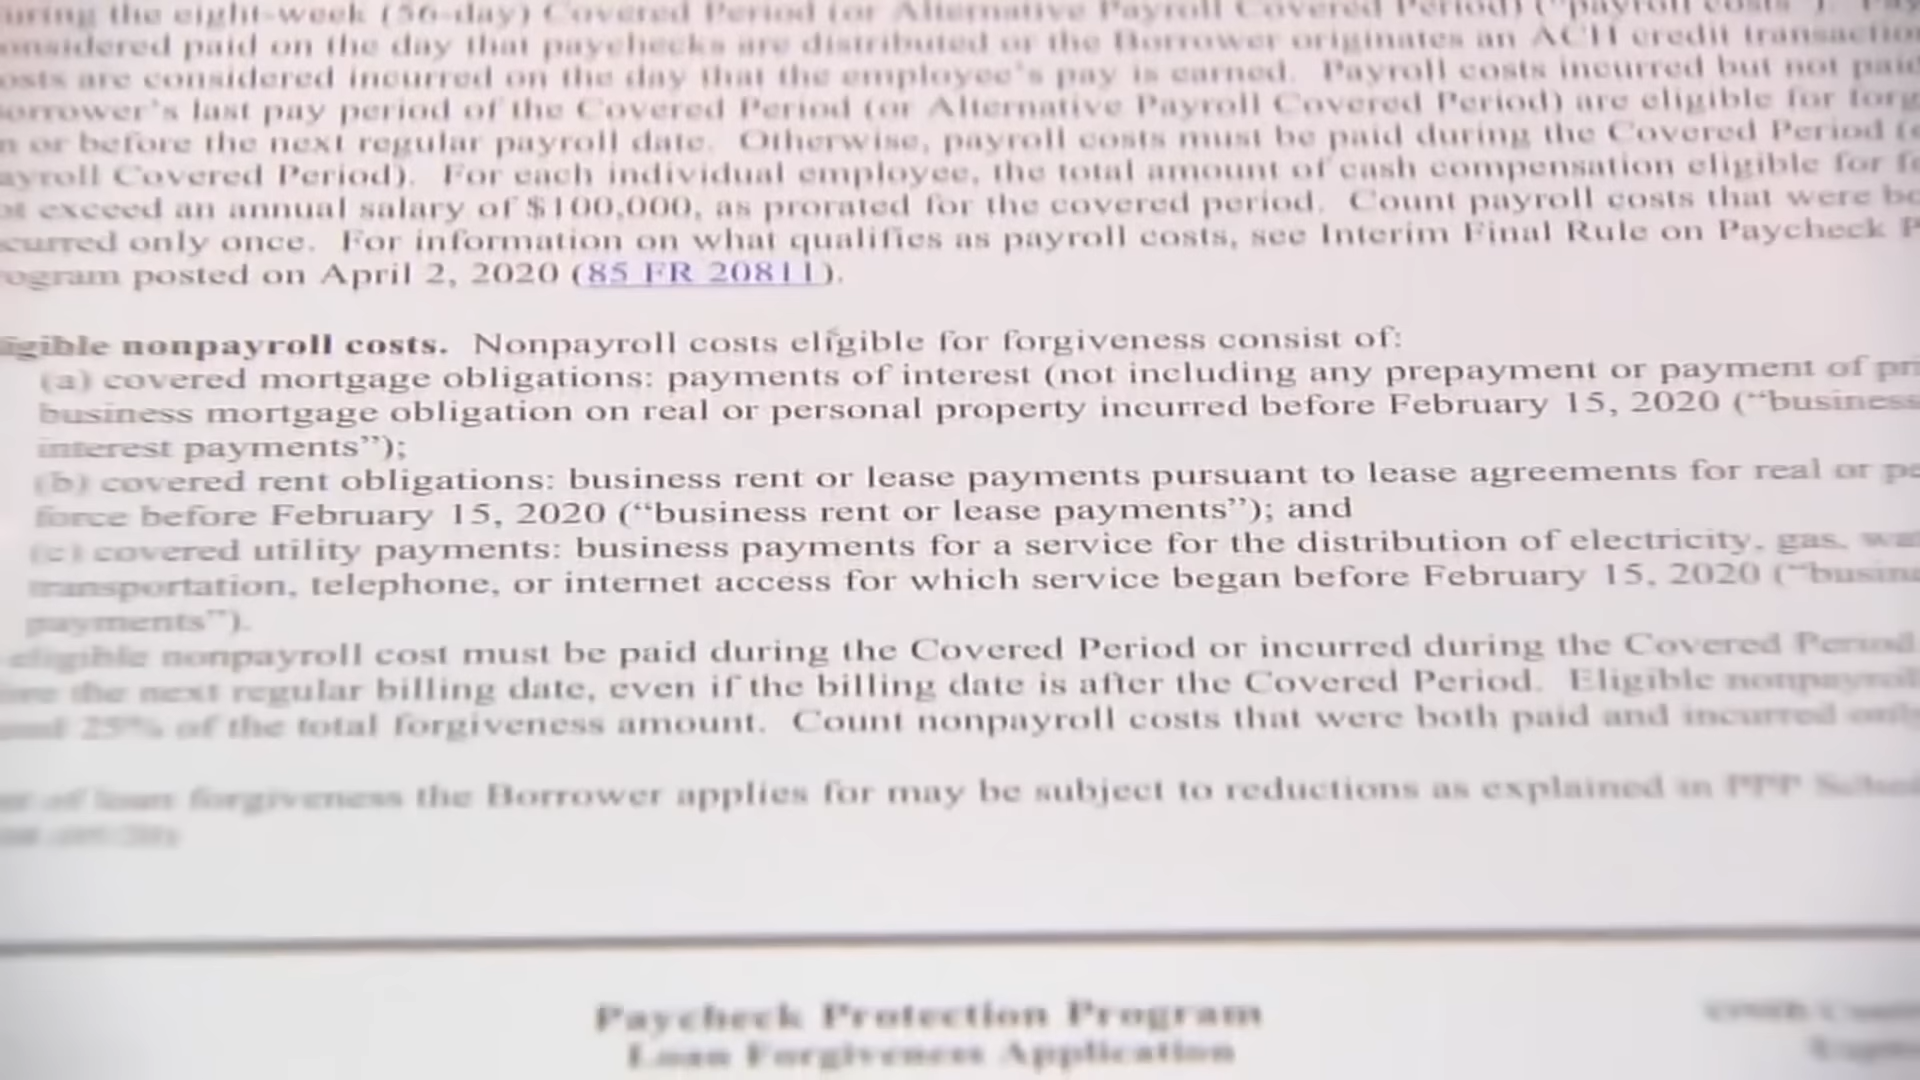 the eight-week (56-day) Covered Period (or Alternative Payroll Covered Period) ("payroll costs").
paid on the day that paychecks are distributed or the Borrower originates an ACH credit
are considered incurred on the day that the employee's pay is earned. Payroll costs incurred but not paid
last pay period of the Covered Period (or Alternative Payroll Covered Period) are eligible for
or before the next regular payroll date. Otherwise, payroll costs must be paid during the Covered Period
Covered Period). For each individual employee, the total amount of cash compensation eligible for
exceed an annual salary of $100,000, as prorated for the covered period. Count payroll costs that were
only once. For information on what qualifies as payroll costs, see Interim Final Rule on Paycheck
posted on April 2, 2020 (85 FR 20811).
nonpayroll costs. Nonpayroll costs eligible for forgiveness consist of:
(a) covered mortgage obligations: payments of interest (not including any prepayment or payment of
business mortgage obligation on real or personal property incurred before February 15, 2020 ("business
interest payments");
(b) covered rent obligations: business rent or lease payments pursuant to lease agreements for real or
force before February 15, 2020 ("business rent or lease payments"); and
(c) covered utility payments: business payments for a service for the distribution of electricity, gas,
transportation, telephone, or internet access for which service began before February 15, 2020
payments").
eligible nonpayroll cost must be paid during the Covered Period or incurred during the Covered Period
the next regular billing date, even if the billing date is after the Covered Period. Eligible nonpayroll
25% of the total forgiveness amount. Count nonpayroll costs that were both paid and incurred only
of loan forgiveness the Borrower applies for may be subject to reductions as explained in PPP
Paycheck Protection Program
Loan Forgiveness Application